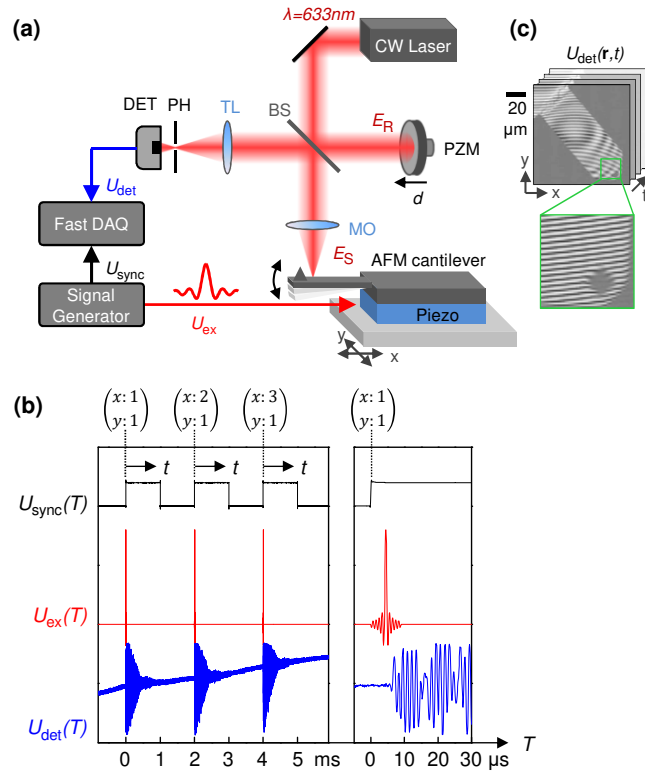 (a)
λ=633nm
CW Laser
DET PH TL BS
E_R
PZM
d
U_det
Fast DAQ
MO
U_sync
E_S
AFM cantilever
Signal
Generator
U_ex
Piezo
y
x
(c)
U_det(r,t)
20
µm
y
x
t
(b)
(x: 1
y: 1)
(x: 2
y: 1)
(x: 3
y: 1)
(x: 1
y: 1)
t t t
U_sync(T)
U_ex(T)
U_det(T)
0 1 2 3 4 5 ms
0 10 20 30 µs
T